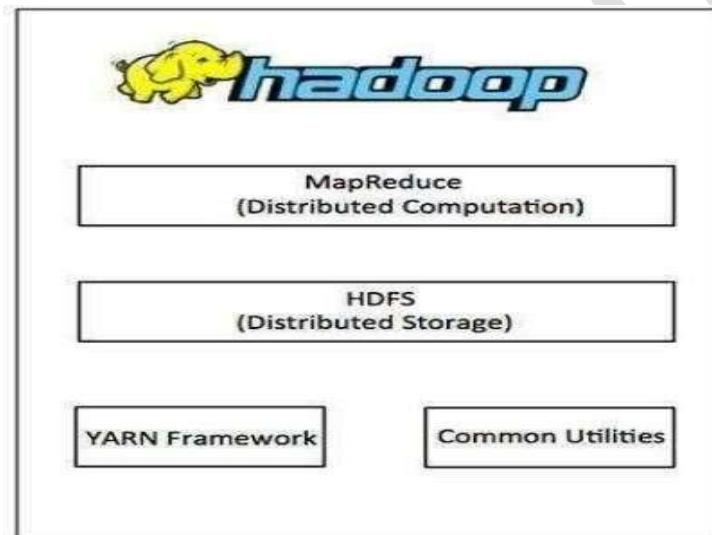 hadoop
MapReduce
(Distributed Computation)
HDFS
(Distributed Storage)
YARN Framework
Common Utilities